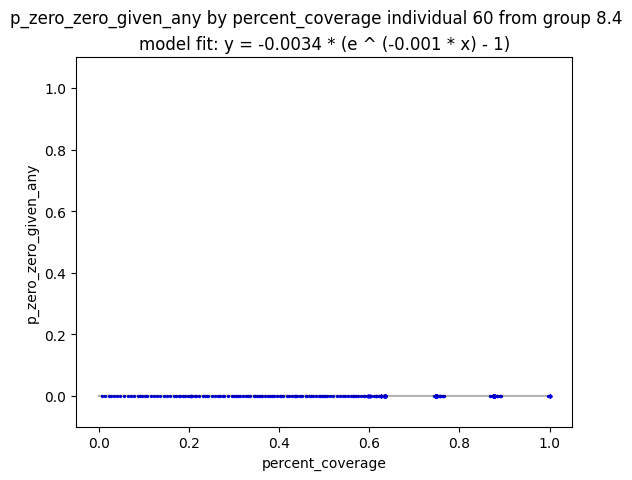 p_zero_zero_given_any by percent_coverage individual 60 from group 8.4
model fit: y = -0.0034 * (e ^ (-0.001 * x) - 1)
1.0
0.8
0.6
0.4
0.2
0.0
p_zero_zero_given_any
0.0 0.2 0.4 0.6 0.8 1.0
percent_coverage